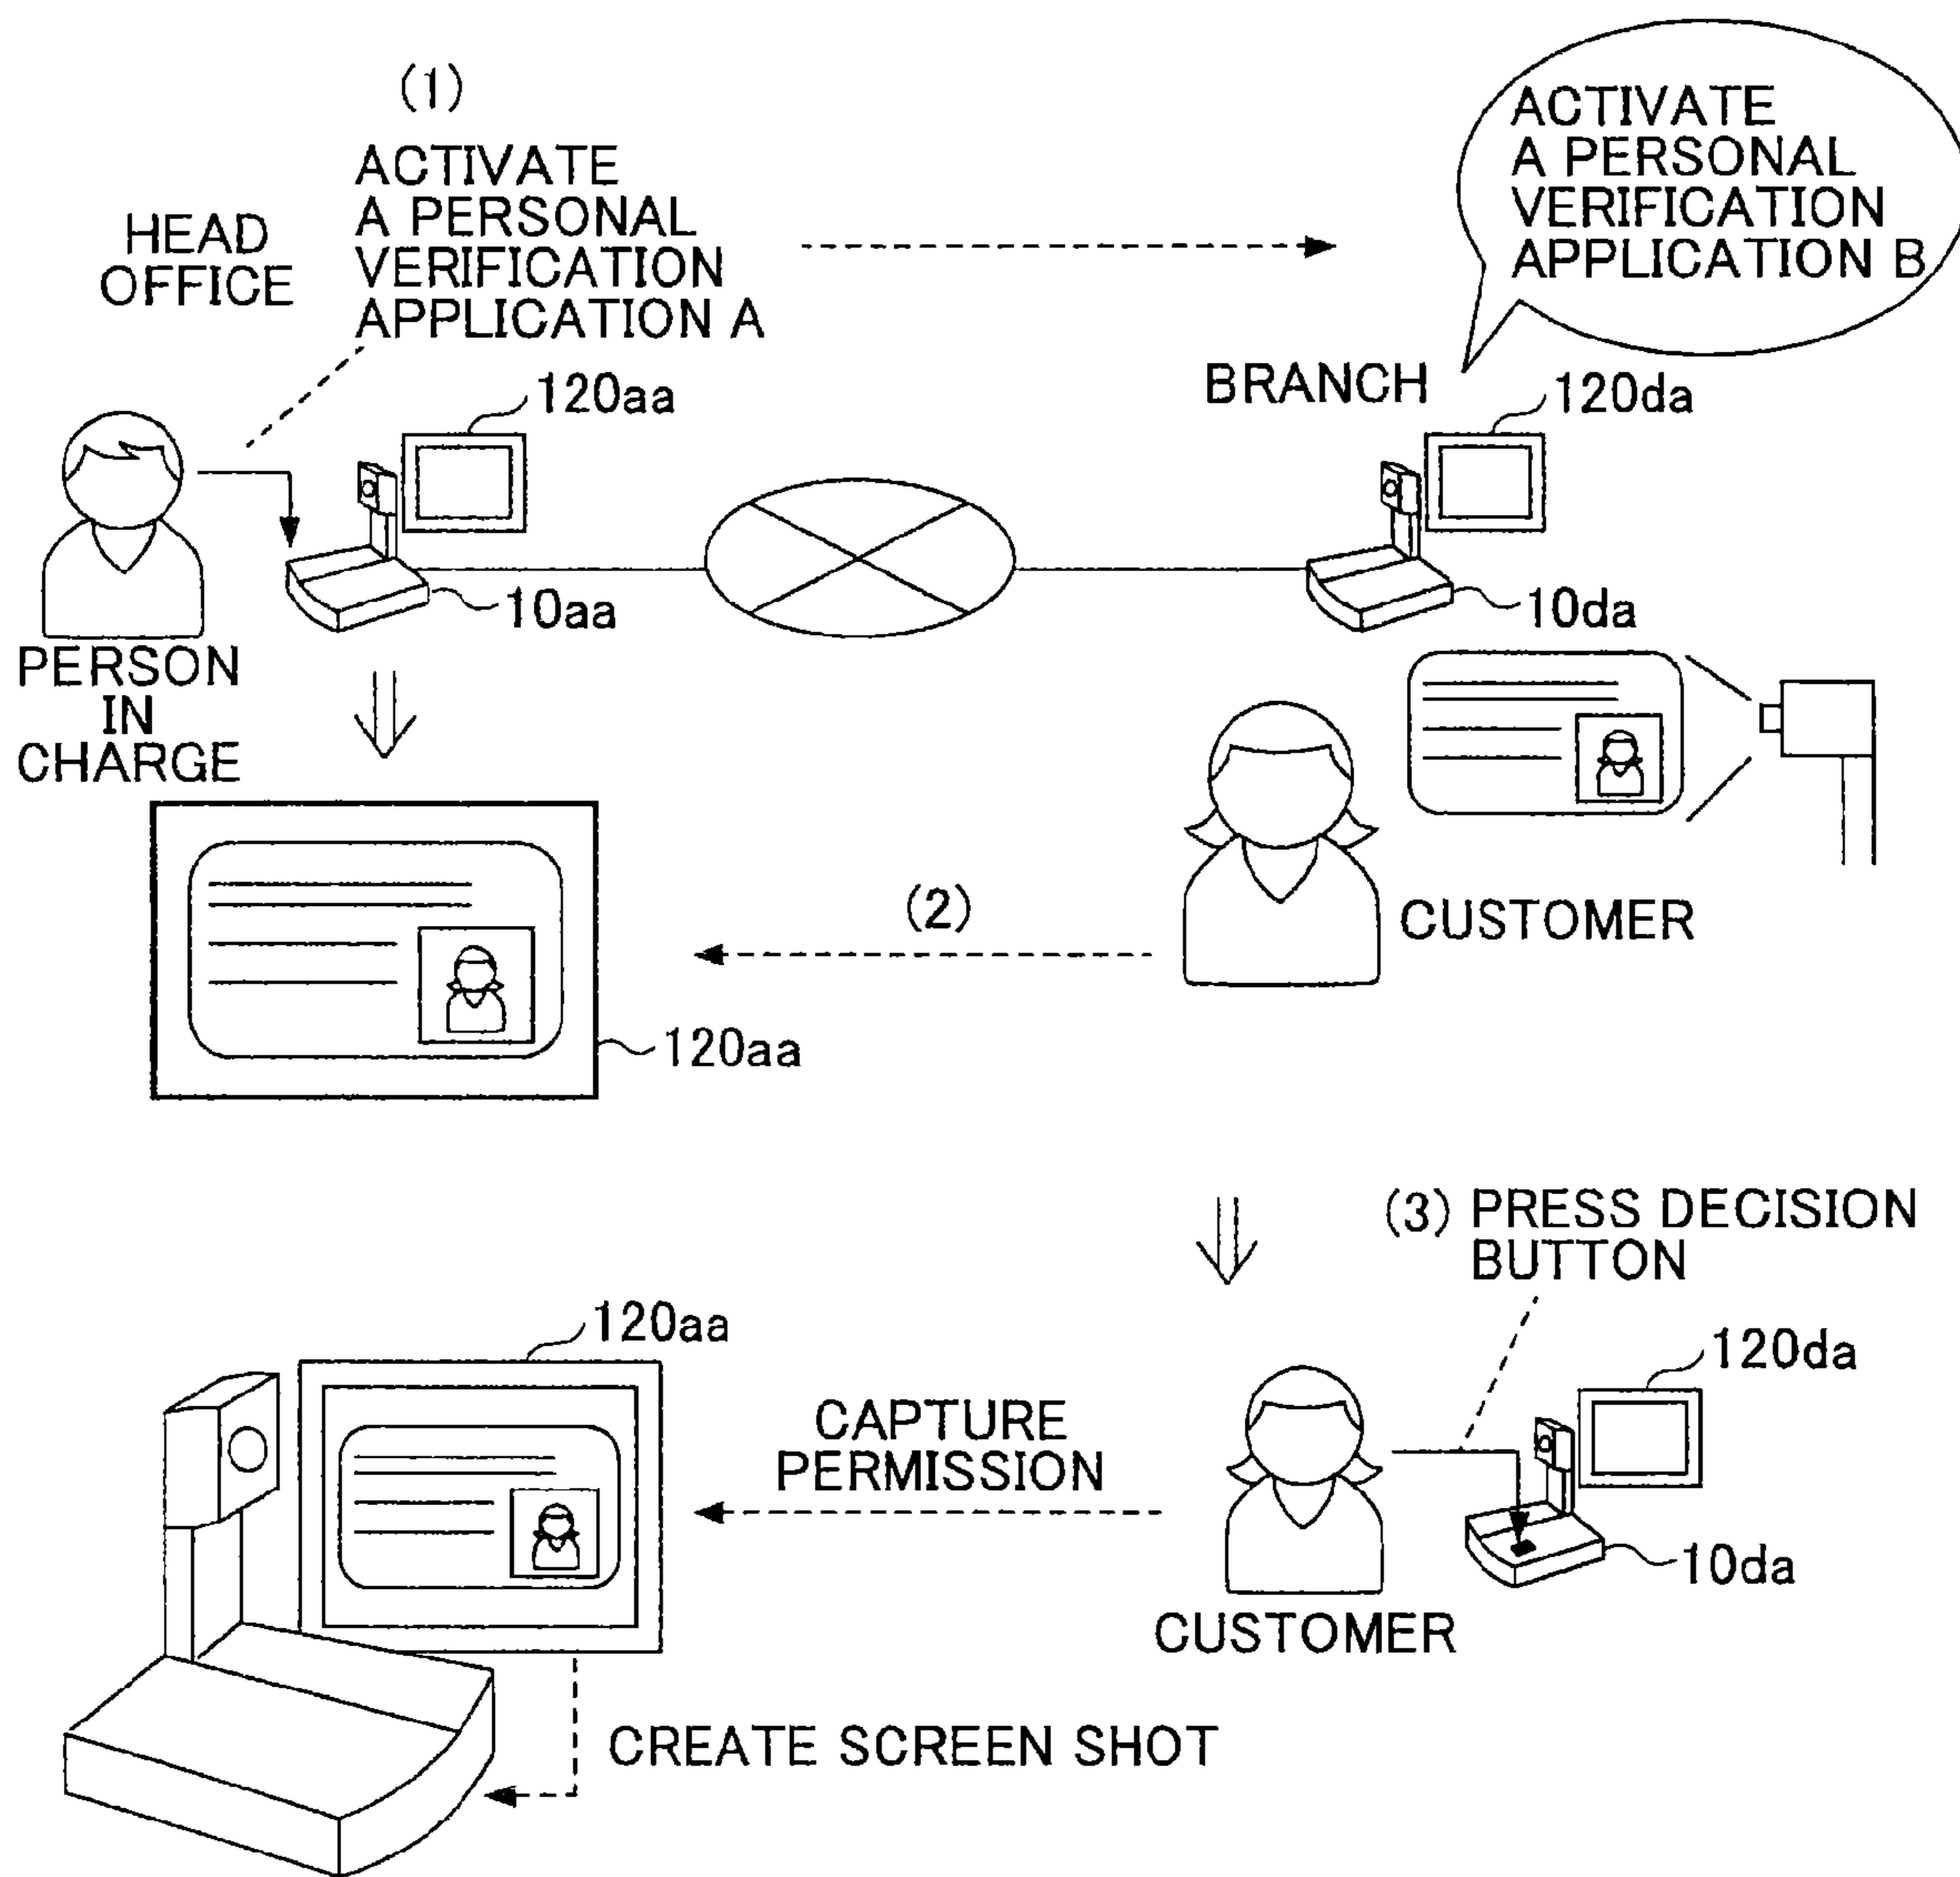 (1)
ACTIVATE
A PERSONAL
VERIFICATION
APPLICATION A
HEAD
OFFICE
ACTIVATE
A PERSONAL
VERIFICATION
APPLICATION B
BRANCH
120aa
120da
10aa
10da
PERSON
IN
CHARGE
(2)
CUSTOMER
120aa
(3) PRESS DECISION
BUTTON
120aa
120da
CAPTURE
PERMISSION
10da
CUSTOMER
CREATE SCREEN SHOT